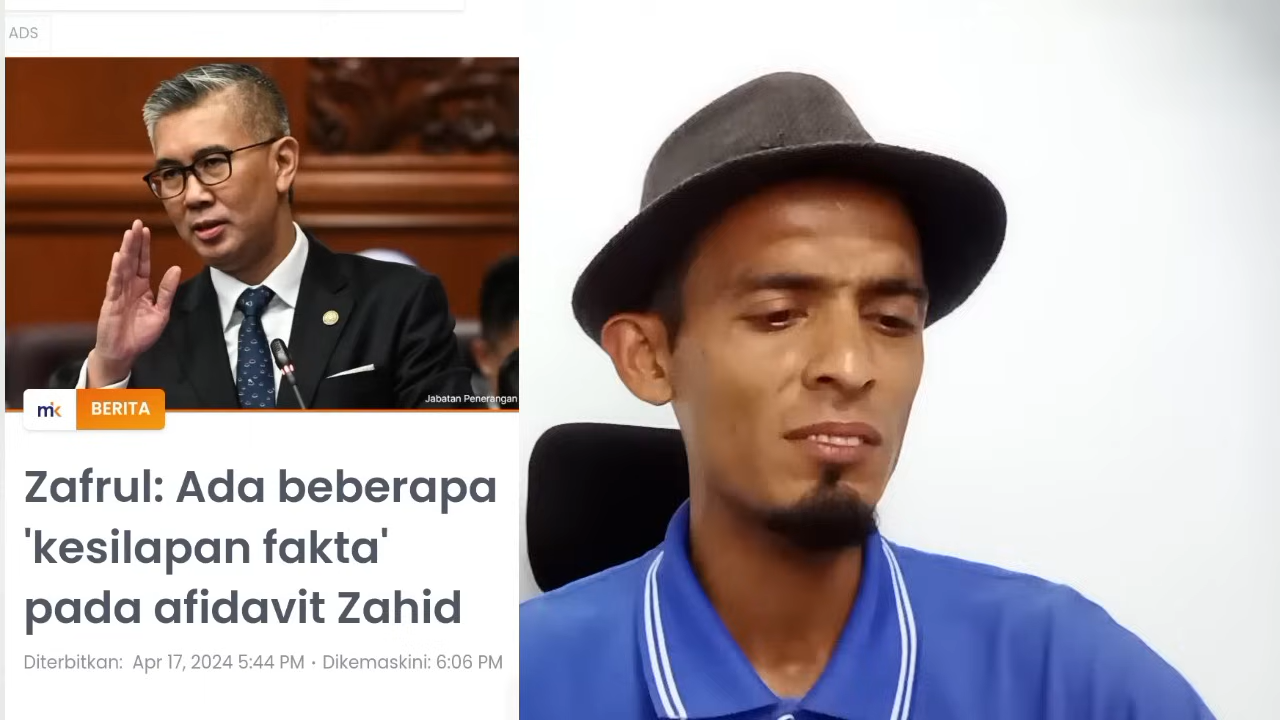 ADS
Jabatan Penerangan
mk BERITA
Zafrul: Ada beberapa
'kesilapan fakta'
pada afidavit Zahid
Diterbitkan: Apr 17, 2024 5:44 PM · Dikemaskini: 6:06 PM